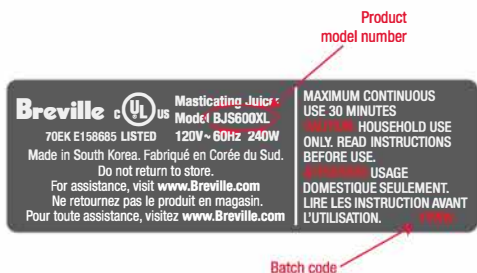 Product
model number
Breville c UL US Masticating Juicer
Model BJS600XL
70EK E158685 LISTED 120V~60Hz 240W
Made in South Korea. Fabriqué en Corée du Sud.
Do not return to store.
For assistance, visit www.Breville.com
Ne retournez pas le produit en magasin.
Pour toute assistance, visitez www.Breville.com
MAXIMUM CONTINUOUS
USE 30 MINUTES
HOUSEHOLD USE
ONLY. READ INSTRUCTIONS
BEFORE USE.
USAGE
DOMESTIQUE SEULEMENT.
LIRE LES INSTRUCTION AVANT
L'UTILISATION.
Batch code